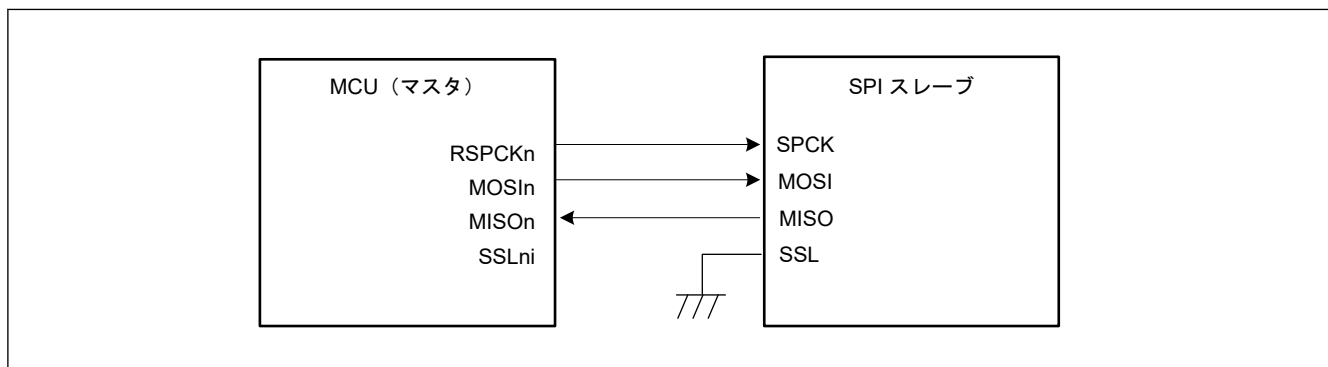 MCU（マスタ）
RSPCKn
MOSIn
MISOn
SSLni
SPI スレーブ
SPCK
MOSI
MISO
SSL